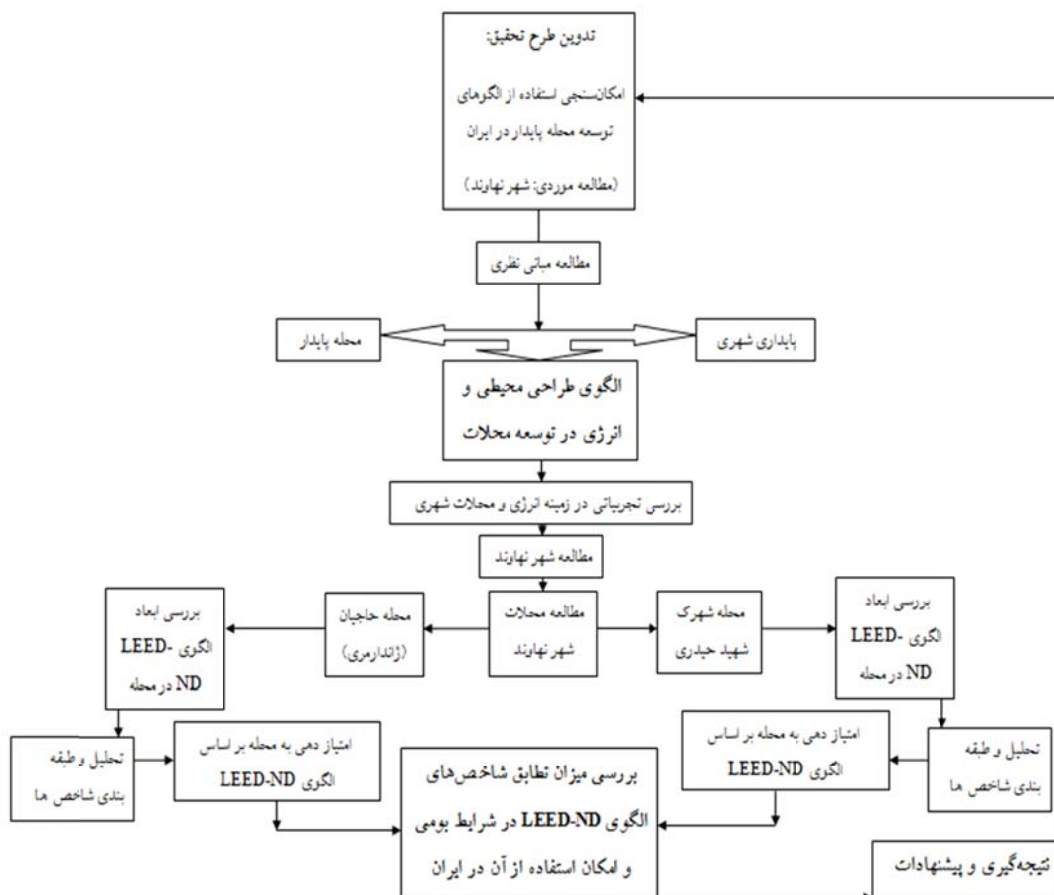 تدوین طرح تحقیق:
امکان‌سنجی استفاده از الگوهای
توسعه محله پایدار در ایران
(مطالعه موردی: شهر نهاوند)
مطالعه مبانی نظری
پایداری شهری
محله پایدار
الگوی طراحی محیطی و
انرژی در توسعه محلات
بررسی تجربیاتی در زمینه انرژی و محلات شهری
مطالعه شهر نهاوند
مطالعه محلات
شهر نهاوند
محله شهرک
شهید حیدری
بررسی ابعاد
الگوی LEED-
ND در محله
محله حاجیان
(ژاندارمری)
بررسی ابعاد
الگوی LEED-
ND در محله
تحلیل و طبقه
بندی شاخص ها
امتیاز دهی به محله بر اساس
الگوی LEED-ND
امتیاز دهی به محله بر اساس
الگوی LEED-ND
تحلیل و طبقه
بندی شاخص ها
بررسی میزان تطابق شاخص‌های
الگوی LEED-ND در شرایط بومی
و امکان استفاده از آن در ایران
نتیجه‌گیری و پیشنهادات